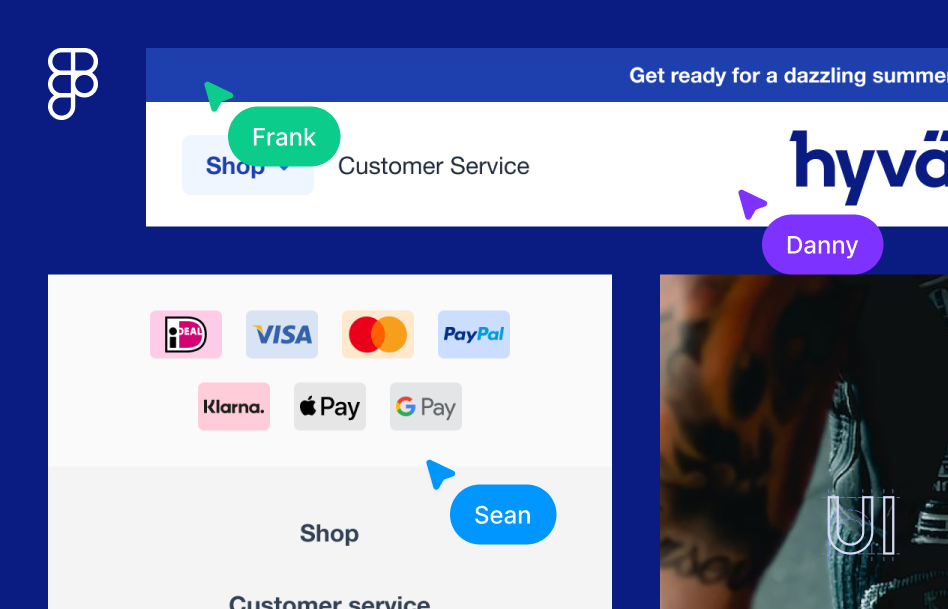 Get ready for a dazzling summe
Frank
Shop
Customer Service
hyvä
Danny
iDEAL
VISA
PayPal
Klarna.
Pay
G Pay
Sean
Shop
Customer service
UI